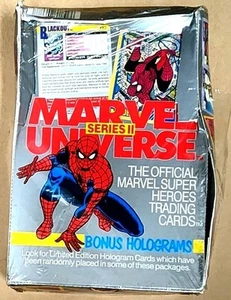 BLACKOUT
MARVEL
SERIES II
UNIVERSE
THE OFFICIAL
MARVEL SUPER
HEROES
TRADING
CARDS
BONUS HOLOGRAMS
Look for Limited Edition Hologram Cards which have
been randomly placed in some of these packages.